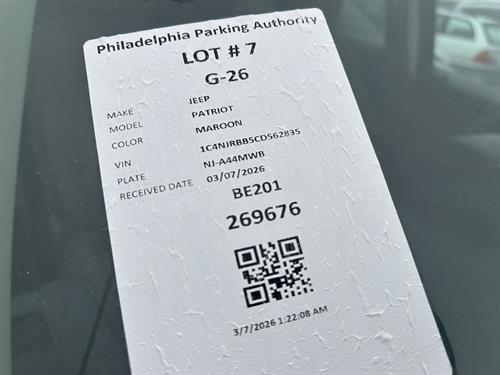 Philadelphia Parking Authority
LOT # 7
G-26
MAKE JEEP
MODEL PATRIOT
COLOR MAROON
VIN 1C4NJRBB5CD562835
PLATE NJ-A44MWB
RECEIVED DATE 03/07/2026
BE201
269676
3/7/2026 1:22:08 AM